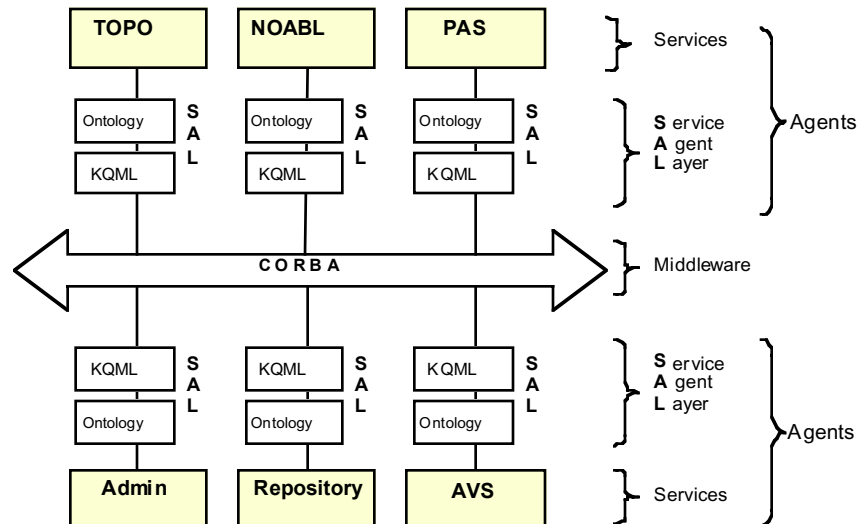 TOPO NOABL PAS Services
Ontology S Ontology S Ontology S S ervice
A A A A gent Agents
KQML L KQML L KQML L L ayer
CORBA Middleware
KQML S KQML S KQML S S ervice
A A A A gent
Ontology L Ontology L Ontology L L ayer
Agents
Admin Repository AVS Services